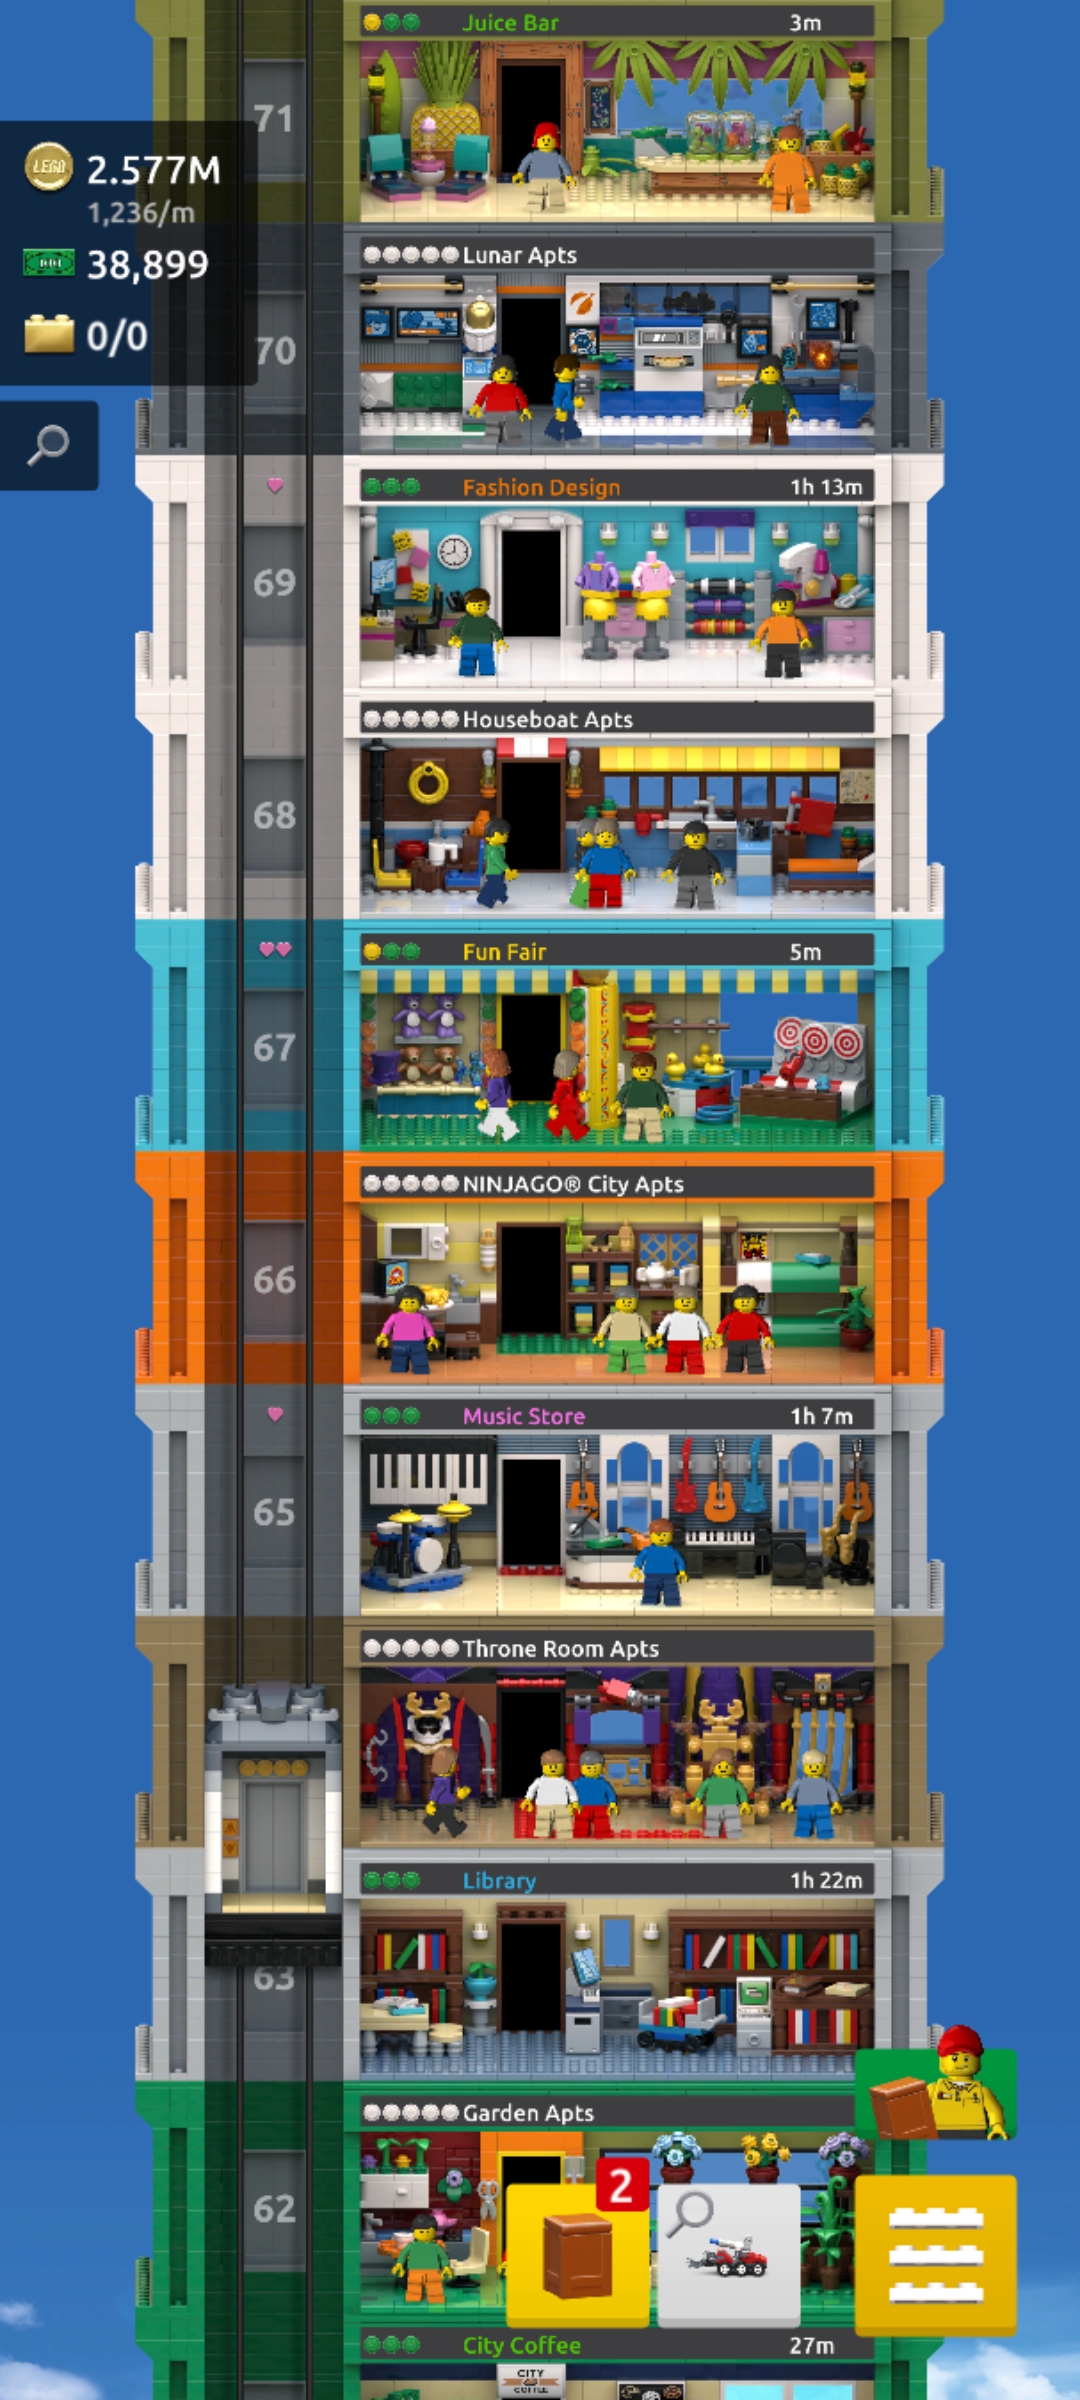 Juice Bar 3m
71
LEGO 2.577M
1,236/m
38,899
0/0
Lunar Apts
70
Fashion Design 1h 13m
69
Houseboat Apts
68
Fun Fair 5m
67
NINJAGO® City Apts
66
Music Store 1h 7m
65
Throne Room Apts
Library 1h 22m
63
Garden Apts
2
62
City Coffee 27m
CITY
COFFEE